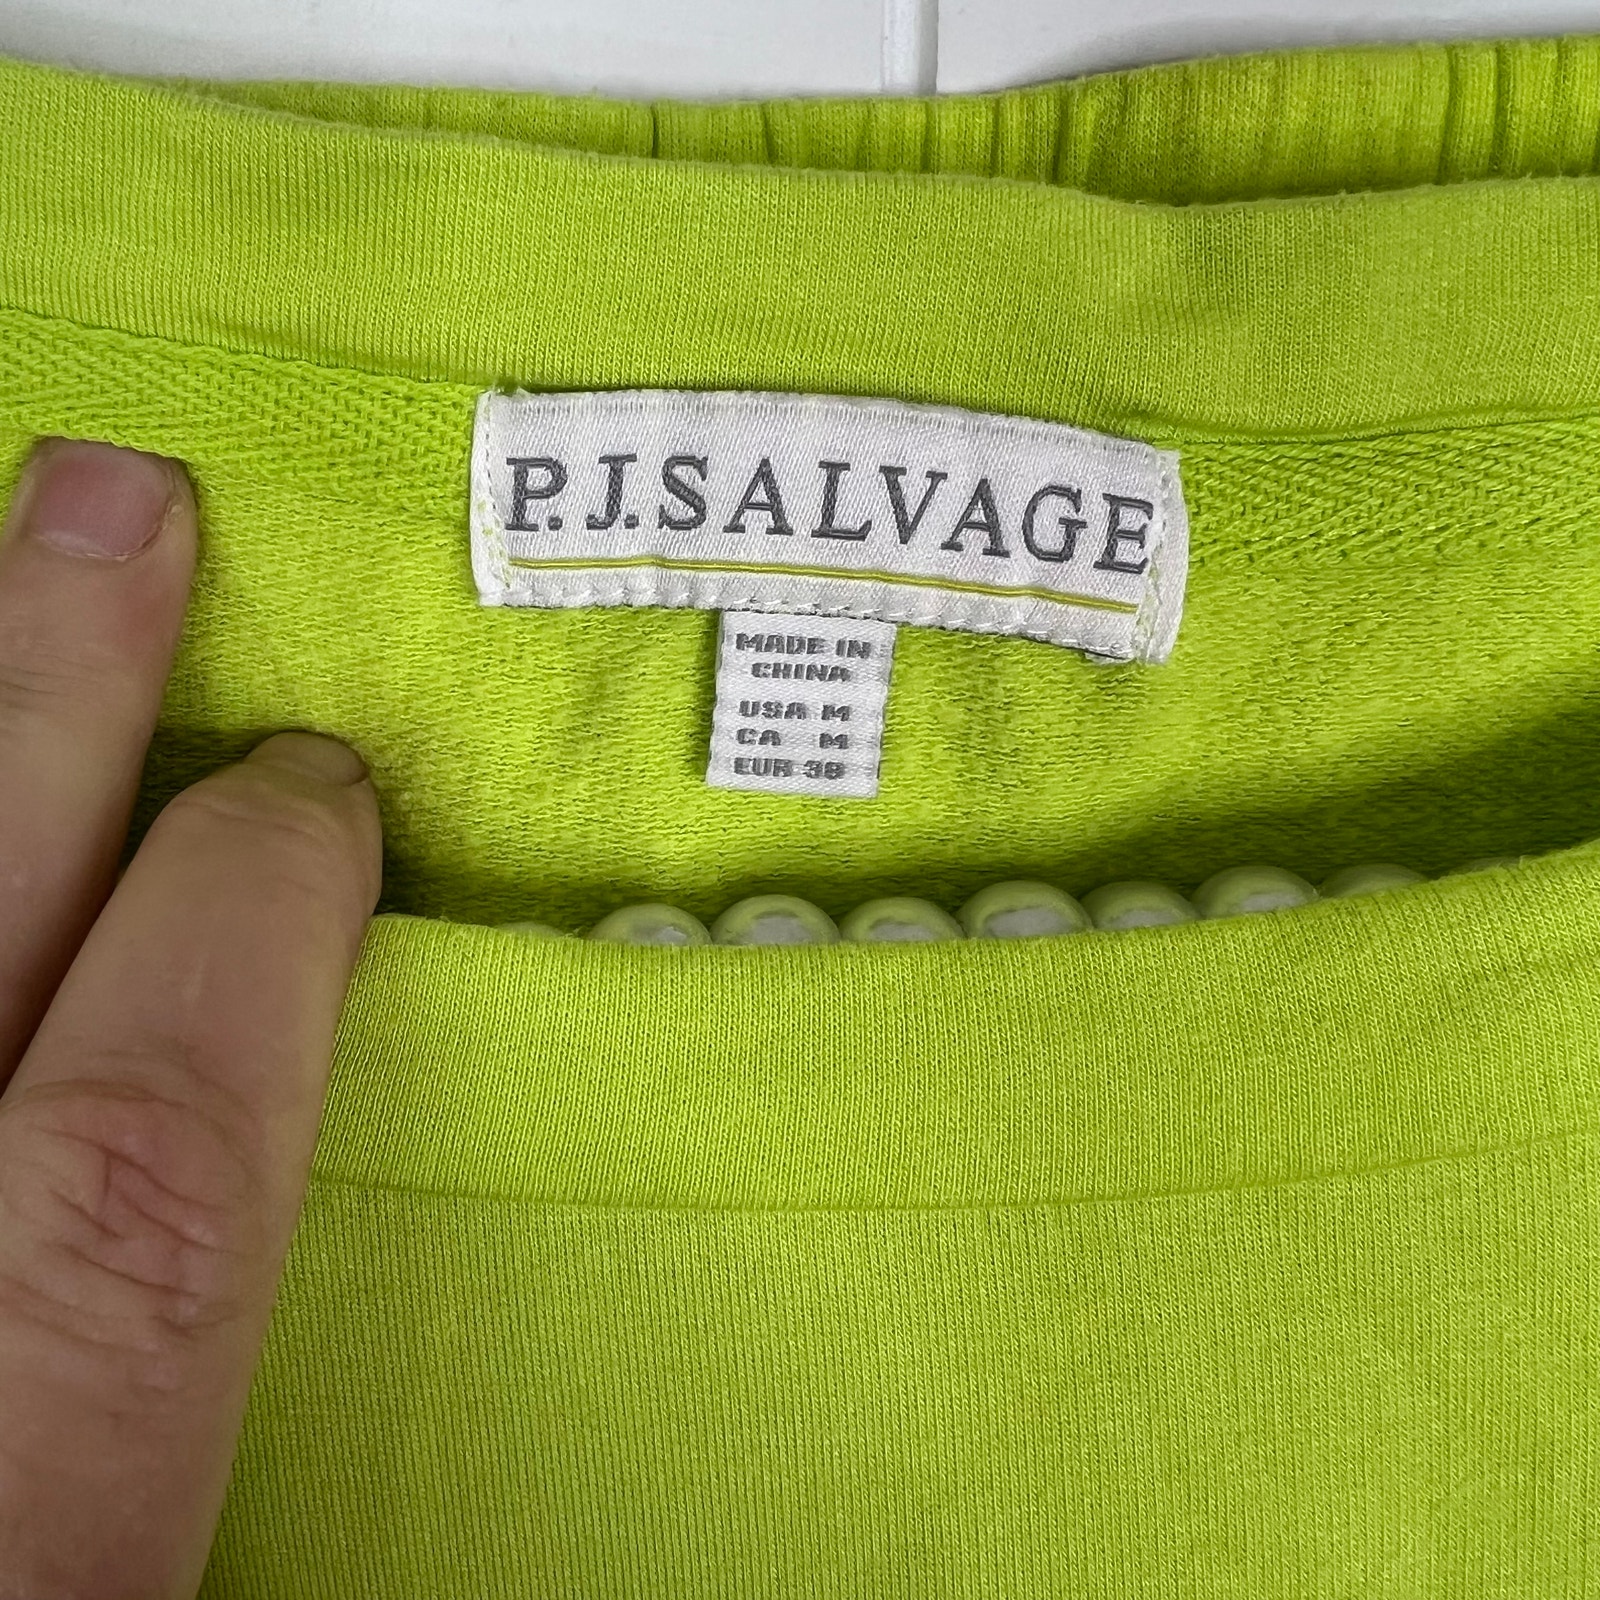 P.J.SALVAGE
MADE IN
CHINA
USA M
CA M
EUR 38